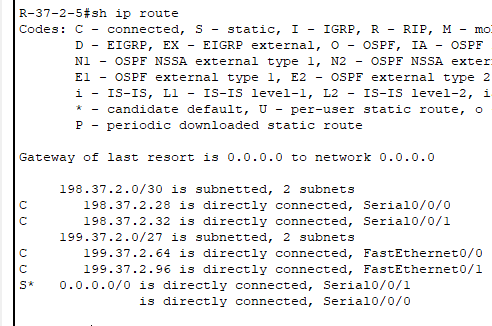 R-37-2-5#sh ip route
Codes: C - connected, S - static, I - IGRP, R - RIP, M - mo
D - EIGRP, EX - EIGRP external, O - OSPF, IA - OSPF
N1 - OSPF NSSA external type 1, N2 - OSPF NSSA exter
E1 - OSPF external type 1, E2 - OSPF external type 2
i - IS-IS, L1 - IS-IS level-1, L2 - IS-IS level-2, i
* - candidate default, U - per-user static route, o
P - periodic downloaded static route
Gateway of last resort is 0.0.0.0 to network 0.0.0.0
198.37.2.0/30 is subnetted, 2 subnets
C 198.37.2.28 is directly connected, Serial0/0/0
C 198.37.2.32 is directly connected, Serial0/0/1
199.37.2.0/27 is subnetted, 2 subnets
C 199.37.2.64 is directly connected, FastEthernet0/0
C 199.37.2.96 is directly connected, FastEthernet0/1
S* 0.0.0.0/0 is directly connected, Serial0/0/1
is directly connected, Serial0/0/0